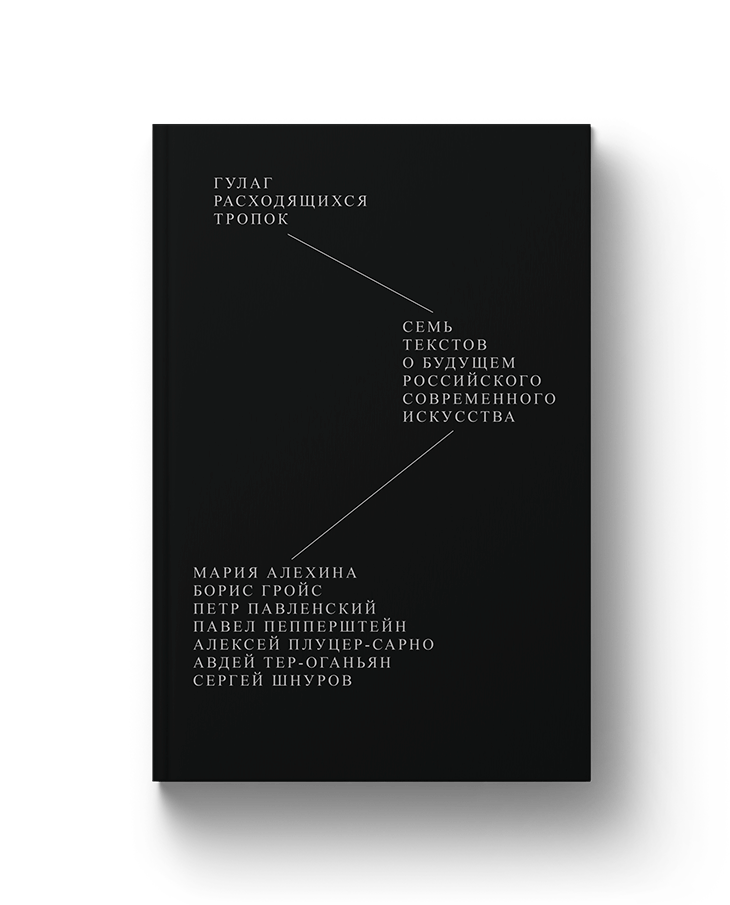 ГУЛАГ
РАСХОДЯЩИХСЯ
ТРОПОК
СЕМЬ
ТЕКСТОВ
О БУДУЩЕМ
РОССИЙСКОГО
СОВРЕМЕННОГО
ИСКУССТВА
МАРИЯ АЛЕХИНА
БОРИС ГРОЙС
ПЕТР ПАВЛЕНСКИЙ
ПАВЕЛ ПЕППЕРШТЕЙН
АЛЕКСЕЙ ПЛУЦЕР-САРНО
АВДЕЙ ТЕР-ОГАНЬЯН
СЕРГЕЙ ШНУРОВ